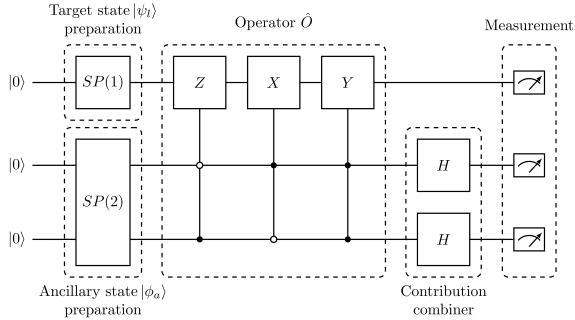 Target state |ψ_l⟩
preparation
Operator Ô
Measurement
|0⟩ SP(1) Z X Y
|0⟩ H
SP(2)
|0⟩ H
Ancillary state |ϕ_a⟩
preparation
Contribution
combiner